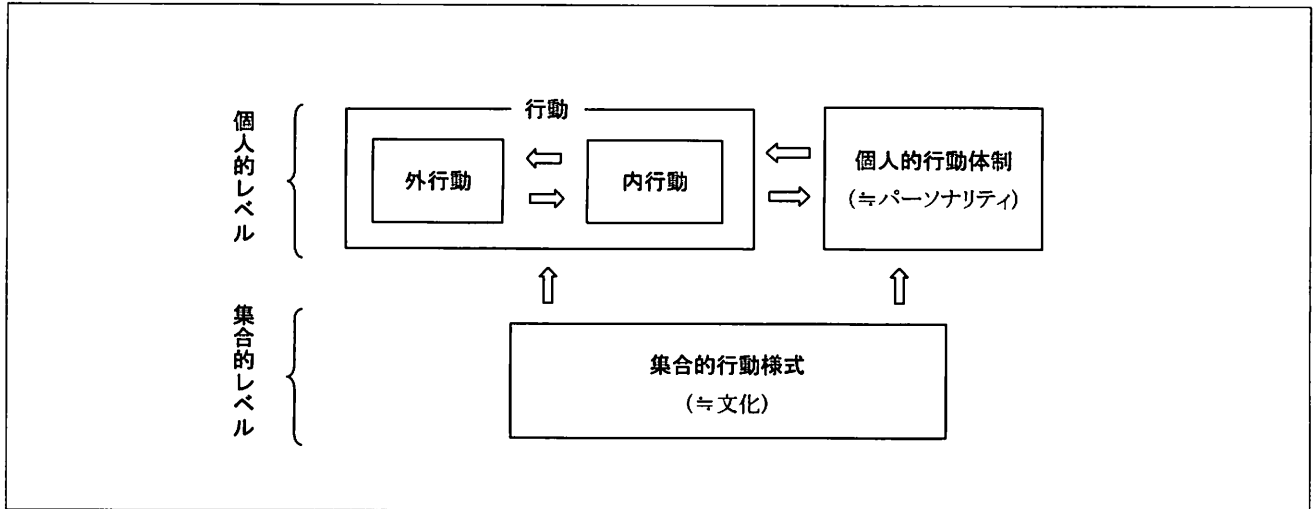 個人的レベル
行動
外行動
内行動
個人的行動体制
(≒パーソナリティ)
集合的レベル
集合的行動様式
(≒文化)